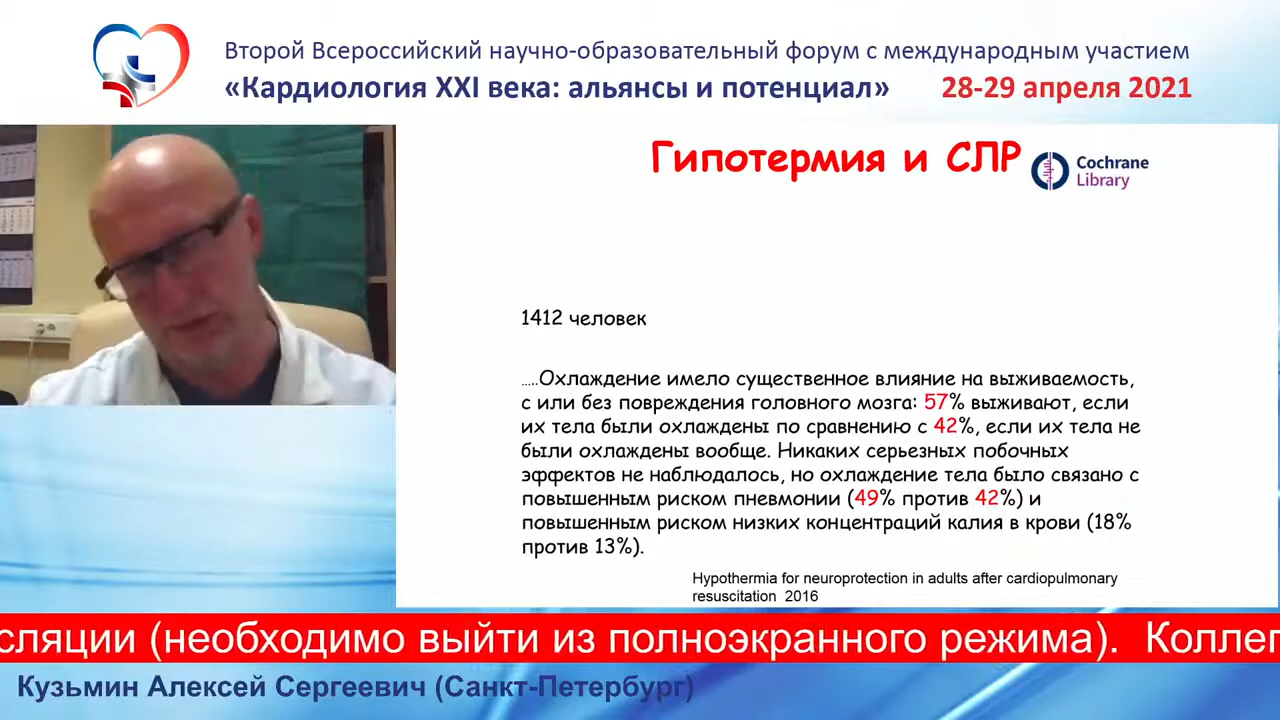 Второй Всероссийский научно-образовательный форум с международным участием
«Кардиология XXI века: альянсы и потенциал» 28-29 апреля 2021
Гипотермия и СЛР
Cochrane
Library
1412 человек
.....Охлаждение имело существенное влияние на выживаемость,
с или без повреждения головного мозга: 57% выживают, если
их тела были охлаждены по сравнению с 42%, если их тела не
были охлаждены вообще. Никаких серьезных побочных
эффектов не наблюдалось, но охлаждение тела было связано с
повышенным риском пневмонии (49% против 42%) и
повышенным риском низких концентраций калия в крови (18%
против 13%).
Hypothermia for neuroprotection in adults after cardiopulmonary
resuscitation 2016
сляции (необходимо выйти из полноэкранного режима). Коллег
Кузьмин Алексей Сергеевич (Санкт-Петербург)